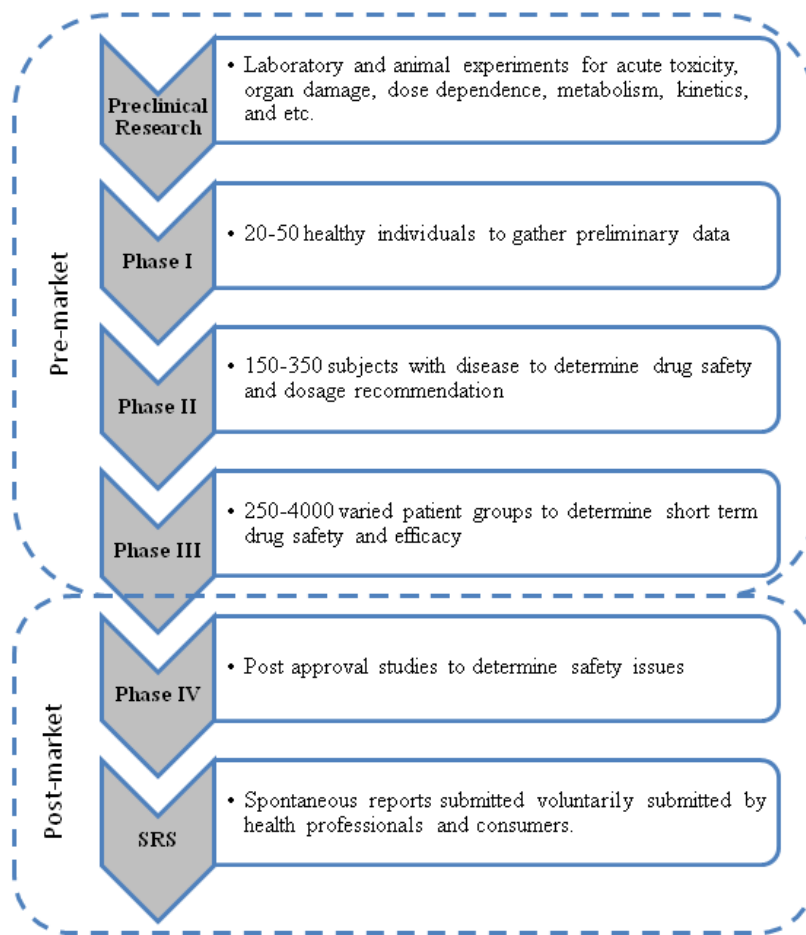 Pre-market
Preclinical
Research
• Laboratory and animal experiments for acute toxicity,
organ damage, dose dependence, metabolism, kinetics,
and etc.
Phase I
• 20-50 healthy individuals to gather preliminary data
Phase II
• 150-350 subjects with disease to determine drug safety
and dosage recommendation
Phase III
• 250-4000 varied patient groups to determine short term
drug safety and efficacy
Post-market
Phase IV
• Post approval studies to determine safety issues
SRS
• Spontaneous reports submitted voluntarily submitted by
health professionals and consumers.